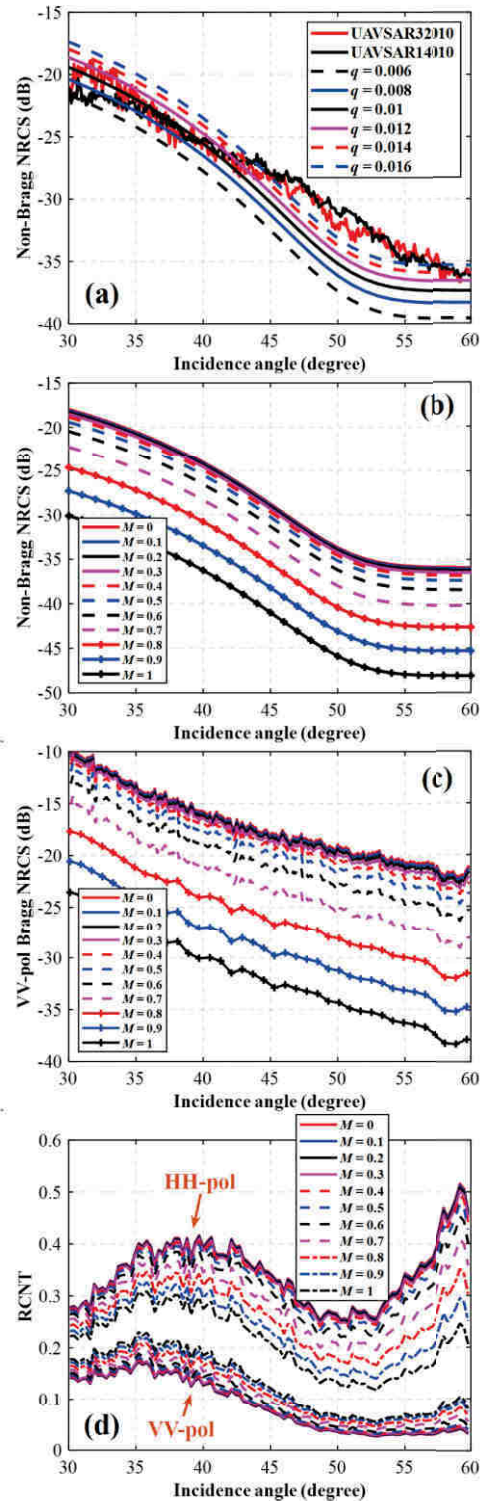 -15
-20
-25
-30
-35
-40
Non-Bragg NRCS (dB)
UAVSAR32010
UAVSAR14010
q = 0.006
q = 0.008
q = 0.01
q = 0.012
q = 0.014
q = 0.016
(a)
30 35 40 45 50 55 60
Incidence angle (degree)
-15
-20
-25
-30
-35
-40
-45
-50
Non-Bragg NRCS (dB)
(b)
M = 0
M = 0.1
M = 0.2
M = 0.3
M = 0.4
M = 0.5
M = 0.6
M = 0.7
M = 0.8
M = 0.9
M = 1
30 35 40 45 50 55 60
Incidence angle (degree)
-10
-15
-20
-25
-30
-35
-40
VV-pol Bragg NRCS (dB)
(c)
M = 0
M = 0.1
M = 0.2
M = 0.3
M = 0.4
M = 0.5
M = 0.6
M = 0.7
M = 0.8
M = 0.9
M = 1
30 35 40 45 50 55 60
Incidence angle (degree)
0.6
0.5
0.4
0.3
0.2
0.1
0
RCNT
HH-pol
M = 0
M = 0.1
M = 0.2
M = 0.3
M = 0.4
M = 0.5
M = 0.6
M = 0.7
M = 0.8
M = 0.9
M = 1
(d)
VV-pol
30 35 40 45 50 55 60
Incidence angle (degree)